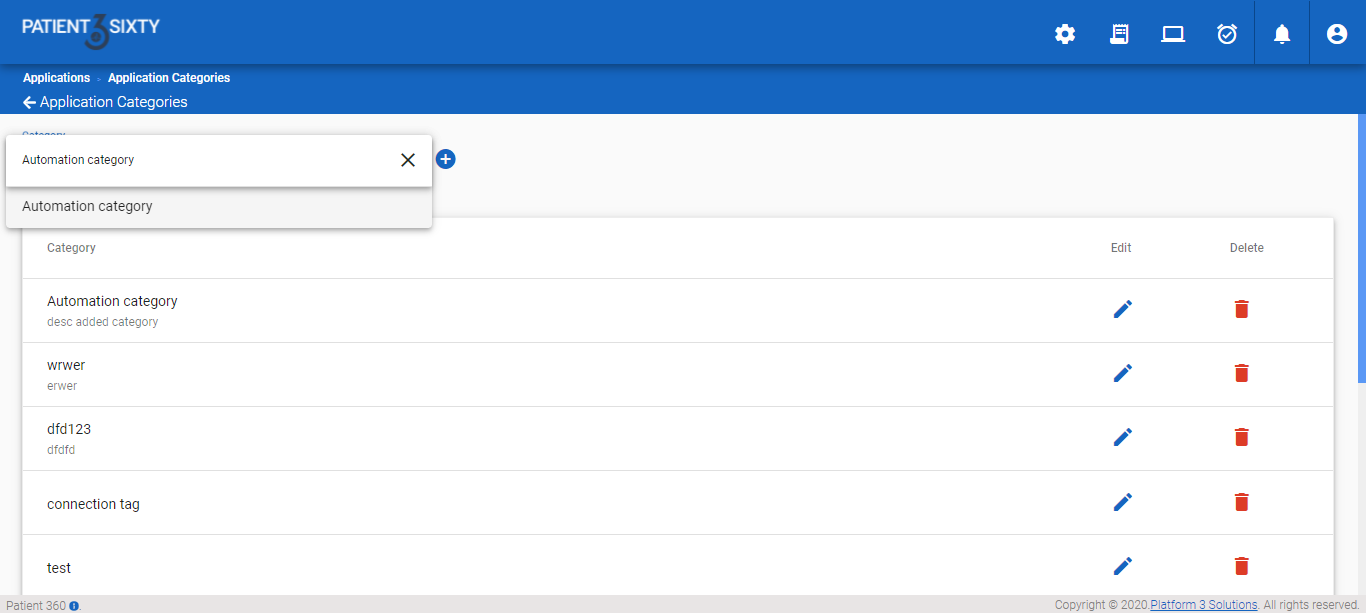 PATIENT 3 SIXTY
Applications > Application Categories
Application Categories
Category
Automation category
Automation category
Category Edit Delete
Automation category
desc added category
wrwer
erwer
dfd123
dfdfd
connection tag
test
Patient 360
Copyright © 2020.Platform 3 Solutions. All rights reserved.